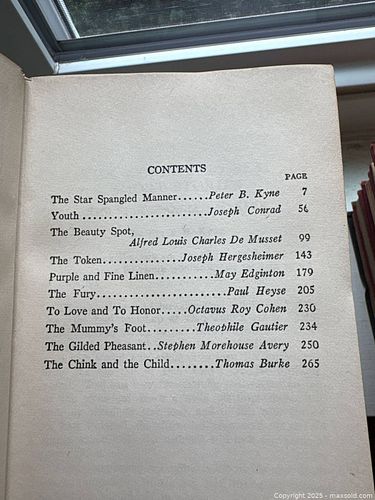 CONTENTS
PAGE
The Star Spangled Manner......Peter B. Kyne 7
Youth........................Joseph Conrad 56
The Beauty Spot,
Alfred Louis Charles De Musset 99
The Token...............Joseph Hergesheimer 143
Purple and Fine Linen...........May Edginton 179
The Fury.........................Paul Heyse 205
To Love and To Honor.....Octavus Roy Cohen 230
The Mummy's Foot.........Theophile Gautier 234
The Gilded Pheasant..Stephen Morehouse Avery 250
The Chink and the Child........Thomas Burke 265
Copyright 2025 - maxsold.com